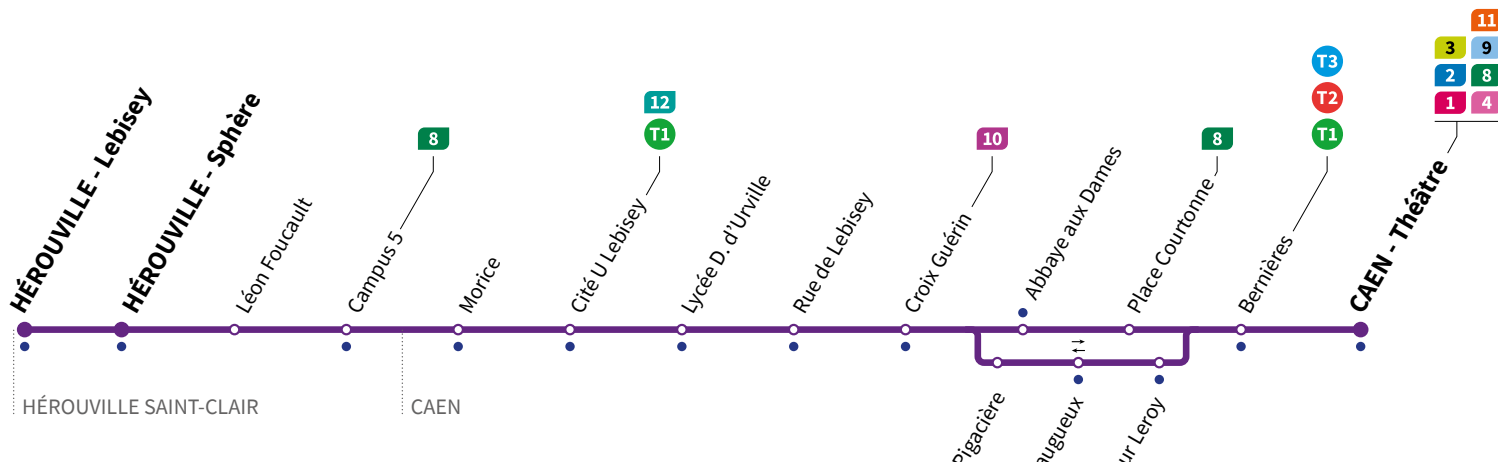 11
3 9
2 8
1 4
T3
T2
T1
12
T1
8
10
8
HÉROUVILLE - Lebisey
HÉROUVILLE - Sphère
Léon Foucault
Campus 5
Morice
Cité U Lebisey
Lycée D. d'Urville
Rue de Lebisey
Croix Guérin
Abbaye aux Dames
Place Courtonne
Bernières
CAEN - Théâtre
HÉROUVILLE SAINT-CLAIR
CAEN
Pigacière
Leroy